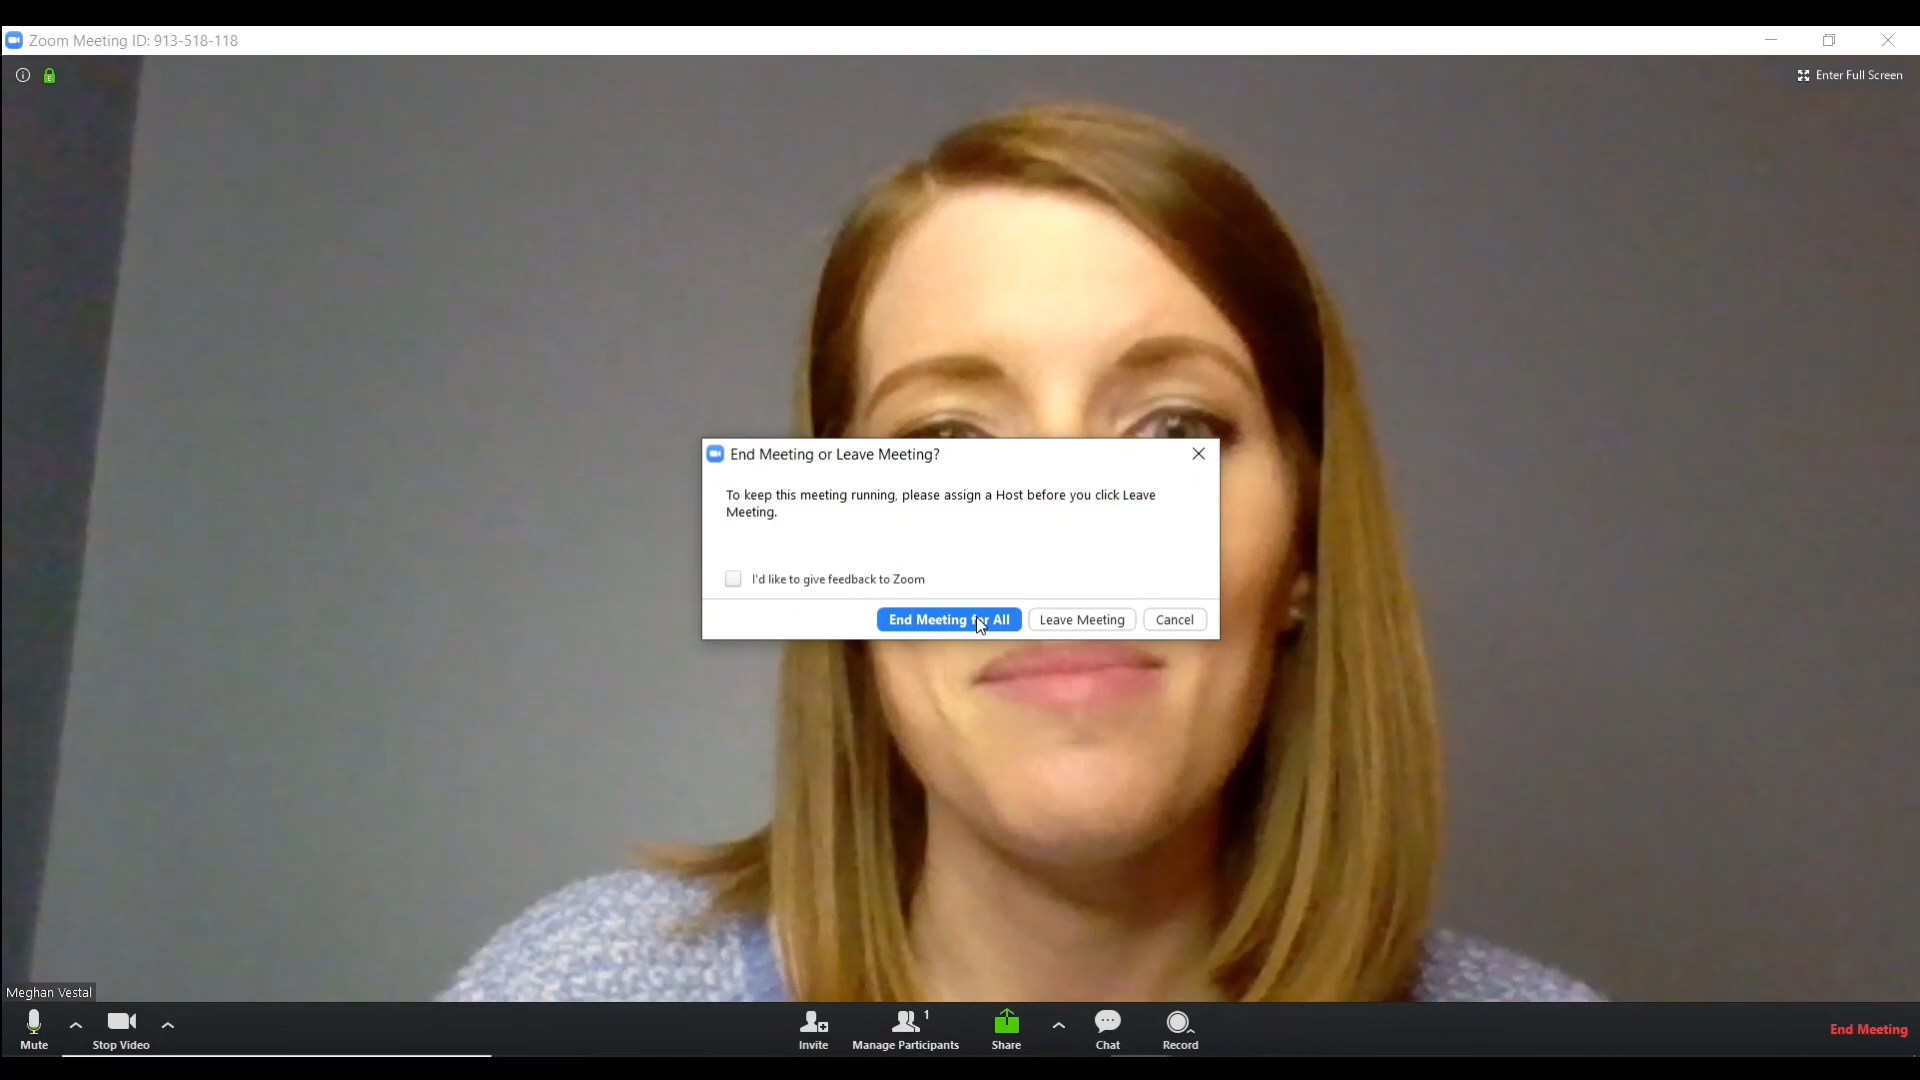 Zoom Meeting ID: 913-518-118
Enter Full Screen
End Meeting or Leave Meeting?
To keep this meeting running, please assign a Host before you click Leave
Meeting.
I'd like to give feedback to Zoom
End Meeting for All
Leave Meeting
Cancel
Meghan Vestal
Mute
Stop Video
Invite
1
Manage Participants
Share
Chat
Record
End Meeting